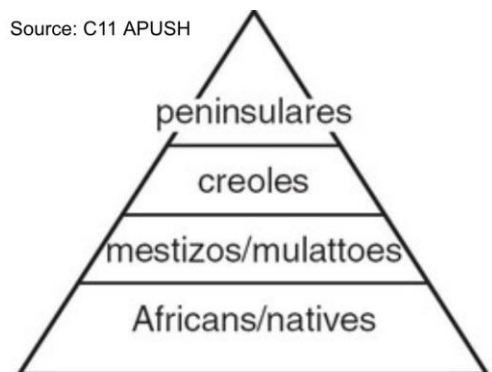 Source: C11 APUSH
peninsulares
creoles
mestizos/mulattoes
Africans/natives